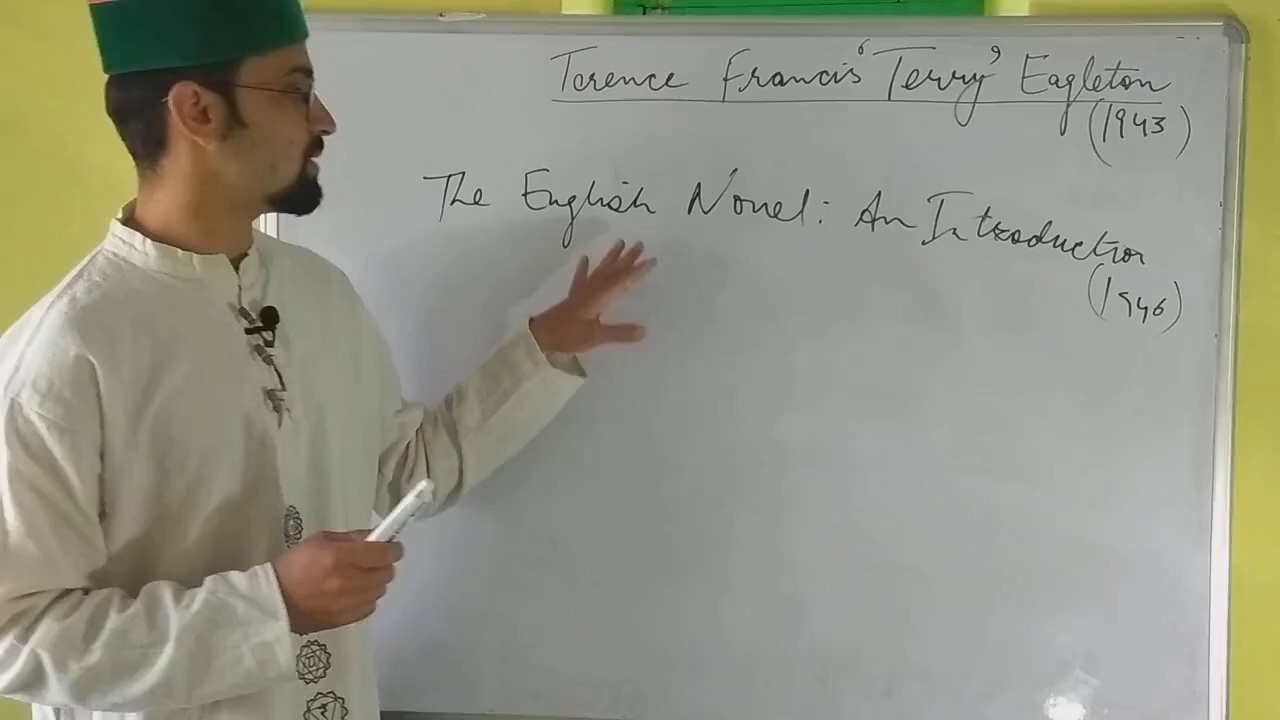 Terence Francis 'Terry' Eagleton
(1943)
The English Novel: An Introduction
(1946)